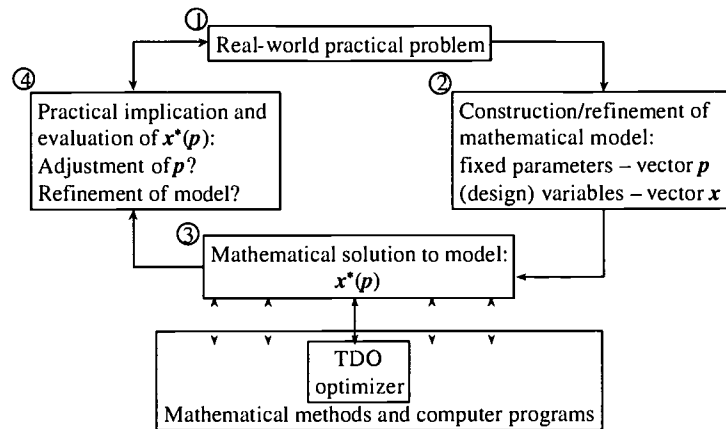 ①
Real-world practical problem
②
Construction/refinement of
mathematical model:
fixed parameters – vector p
(design) variables – vector x
③
Mathematical solution to model:
x*(p)
④
Practical implication and
evaluation of x*(p):
Adjustment of p?
Refinement of model?
TDO
optimizer
Mathematical methods and computer programs